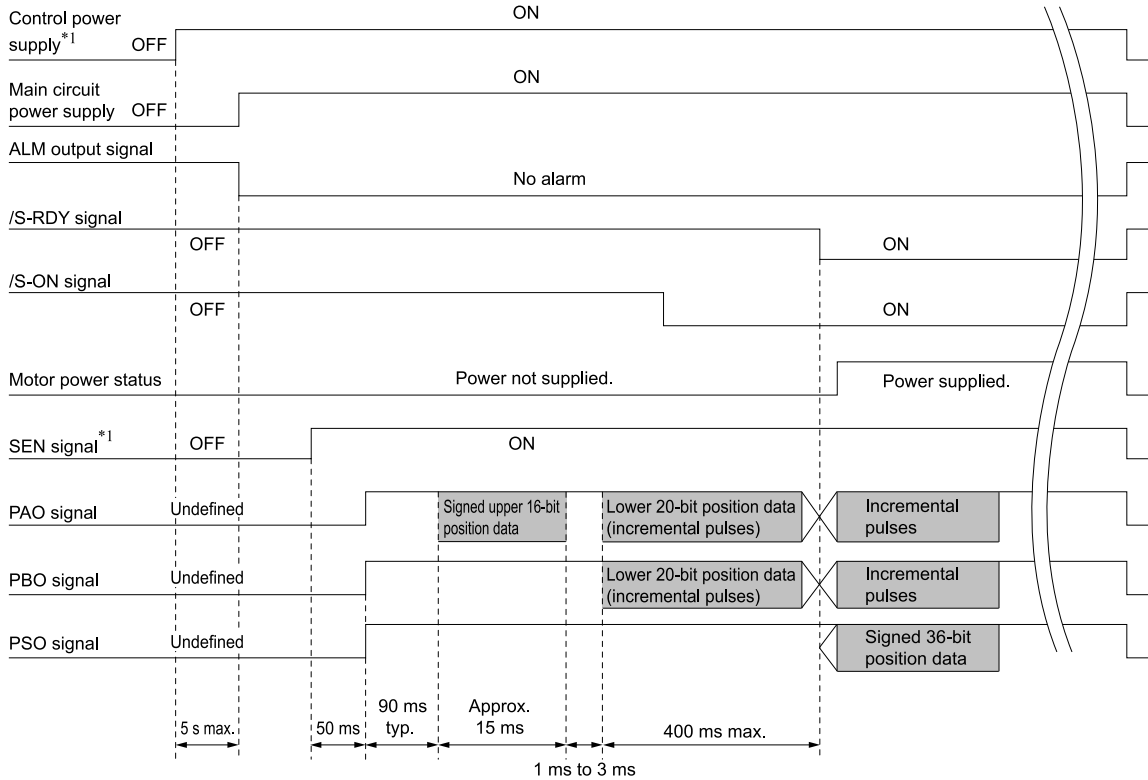 Control power
supply*1 OFF
ON
Main circuit
power supply OFF
ON
ALM output signal
No alarm
/S-RDY signal
OFF
ON
/S-ON signal
OFF
ON
Motor power status
Power not supplied.
Power supplied.
SEN signal*1
OFF
ON
PAO signal
Undefined
Signed upper 16-bit
position data
Lower 20-bit position data
(incremental pulses)
Incremental
pulses
PBO signal
Undefined
Lower 20-bit position data
(incremental pulses)
Incremental
pulses
PSO signal
Undefined
Signed 36-bit
position data
5 s max.
50 ms
90 ms
typ.
Approx.
15 ms
1 ms to 3 ms
400 ms max.